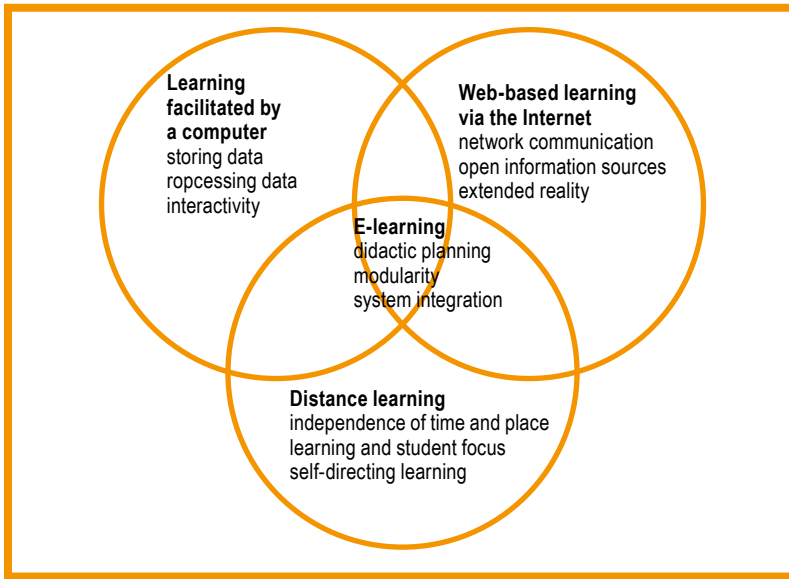 Learning
facilitated by
a computer
storing data
ropcessing data
interactivity
Web-based learning
via the Internet
network communication
open information sources
extended reality
E-learning
didactic planning
modularity
system integration
Distance learning
independence of time and place
learning and student focus
self-directing learning